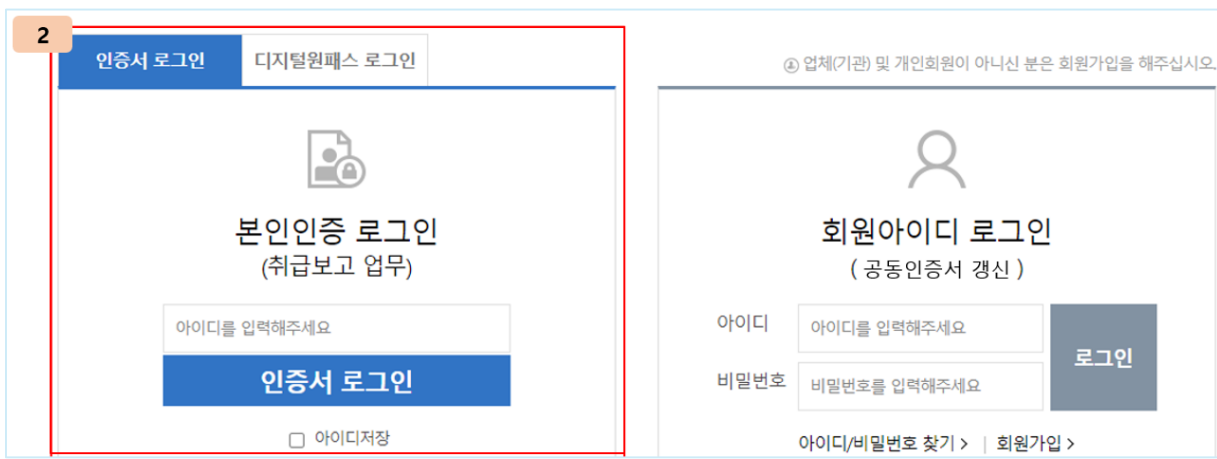 2
인증서 로그인
디지털원패스 로그인
본인인증 로그인
(취급보고 업무)
아이디를 입력해주세요
인증서 로그인
아이디저장
업체(기관) 및 개인회원이 아니신 분은 회원가입을 해주십시오.
회원아이디 로그인
( 공동인증서 갱신 )
아이디
아이디를 입력해주세요
비밀번호
비밀번호를 입력해주세요
로그인
아이디/비밀번호 찾기 > | 회원가입 >